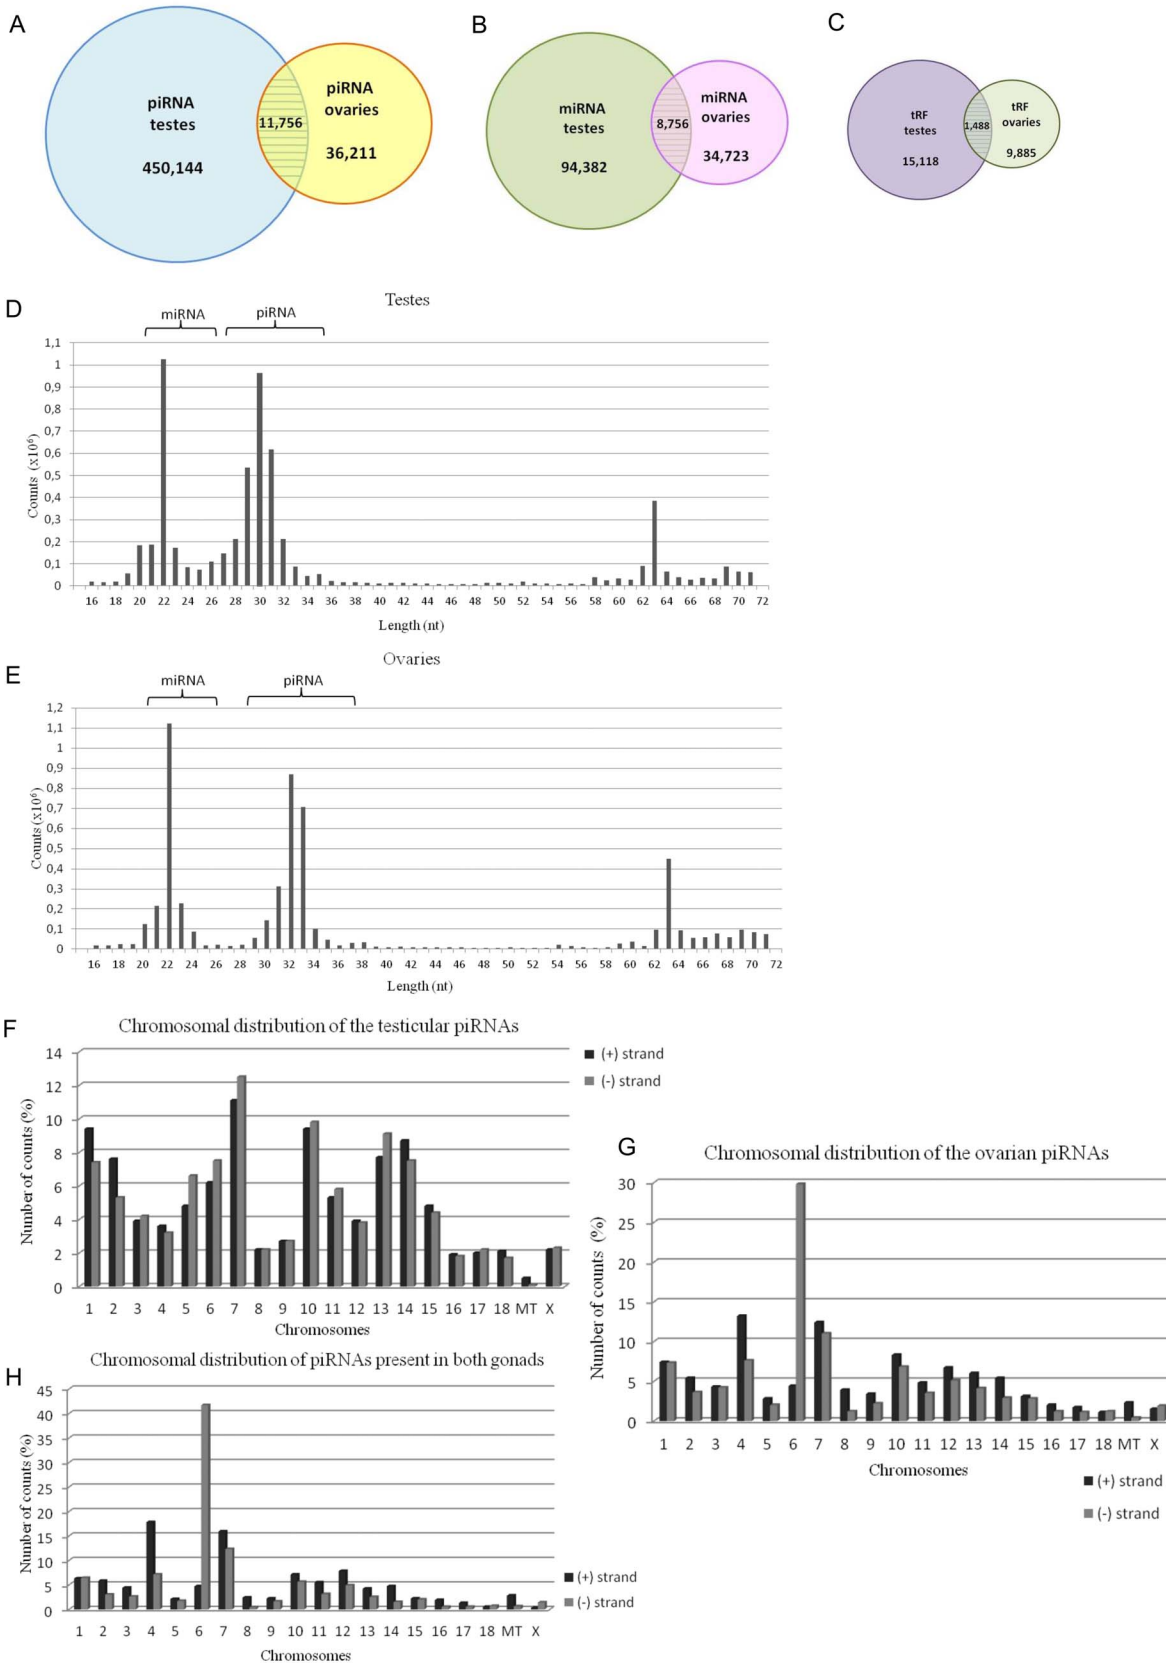 A
piRNA
testes
450,144
11,756
piRNA
ovaries
36,211
B
miRNA
testes
94,382
8,756
miRNA
ovaries
34,723
C
tRF
testes
15,118
1,488
tRF
ovaries
9,885
D
Testes
miRNA
piRNA
Counts (x10⁶)
1,1
1
0,9
0,8
0,7
0,6
0,5
0,4
0,3
0,2
0,1
0
16 18 20 22 24 26 28 30 32 34 36 38 40 42 44 46 48 50 52 54 56 58 60 62 64 66 68 70 72
Length (nt)
E
Ovaries
miRNA
piRNA
Counts (x10⁶)
1,2
1,1
1
0,9
0,8
0,7
0,6
0,5
0,4
0,3
0,2
0,1
0
16 18 20 22 24 26 28 30 32 34 36 38 40 42 44 46 48 50 52 54 56 58 60 62 64 66 68 70 72
Length (nt)
F
Chromosomal distribution of the testicular piRNAs
(+) strand
(-) strand
Number of counts (%)
14
12
10
8
6
4
2
0
1 2 3 4 5 6 7 8 9 10 11 12 13 14 15 16 17 18 MT X
Chromosomes
G
Chromosomal distribution of the ovarian piRNAs
Number of counts (%)
30
25
20
15
10
5
0
1 2 3 4 5 6 7 8 9 10 11 12 13 14 15 16 17 18 MT X
Chromosomes
(+) strand
(-) strand
H
Chromosomal distribution of piRNAs present in both gonads
Number of counts (%)
45
40
35
30
25
20
15
10
5
0
1 2 3 4 5 6 7 8 9 10 11 12 13 14 15 16 17 18 MT X
Chromosomes
(+) strand
(-) strand